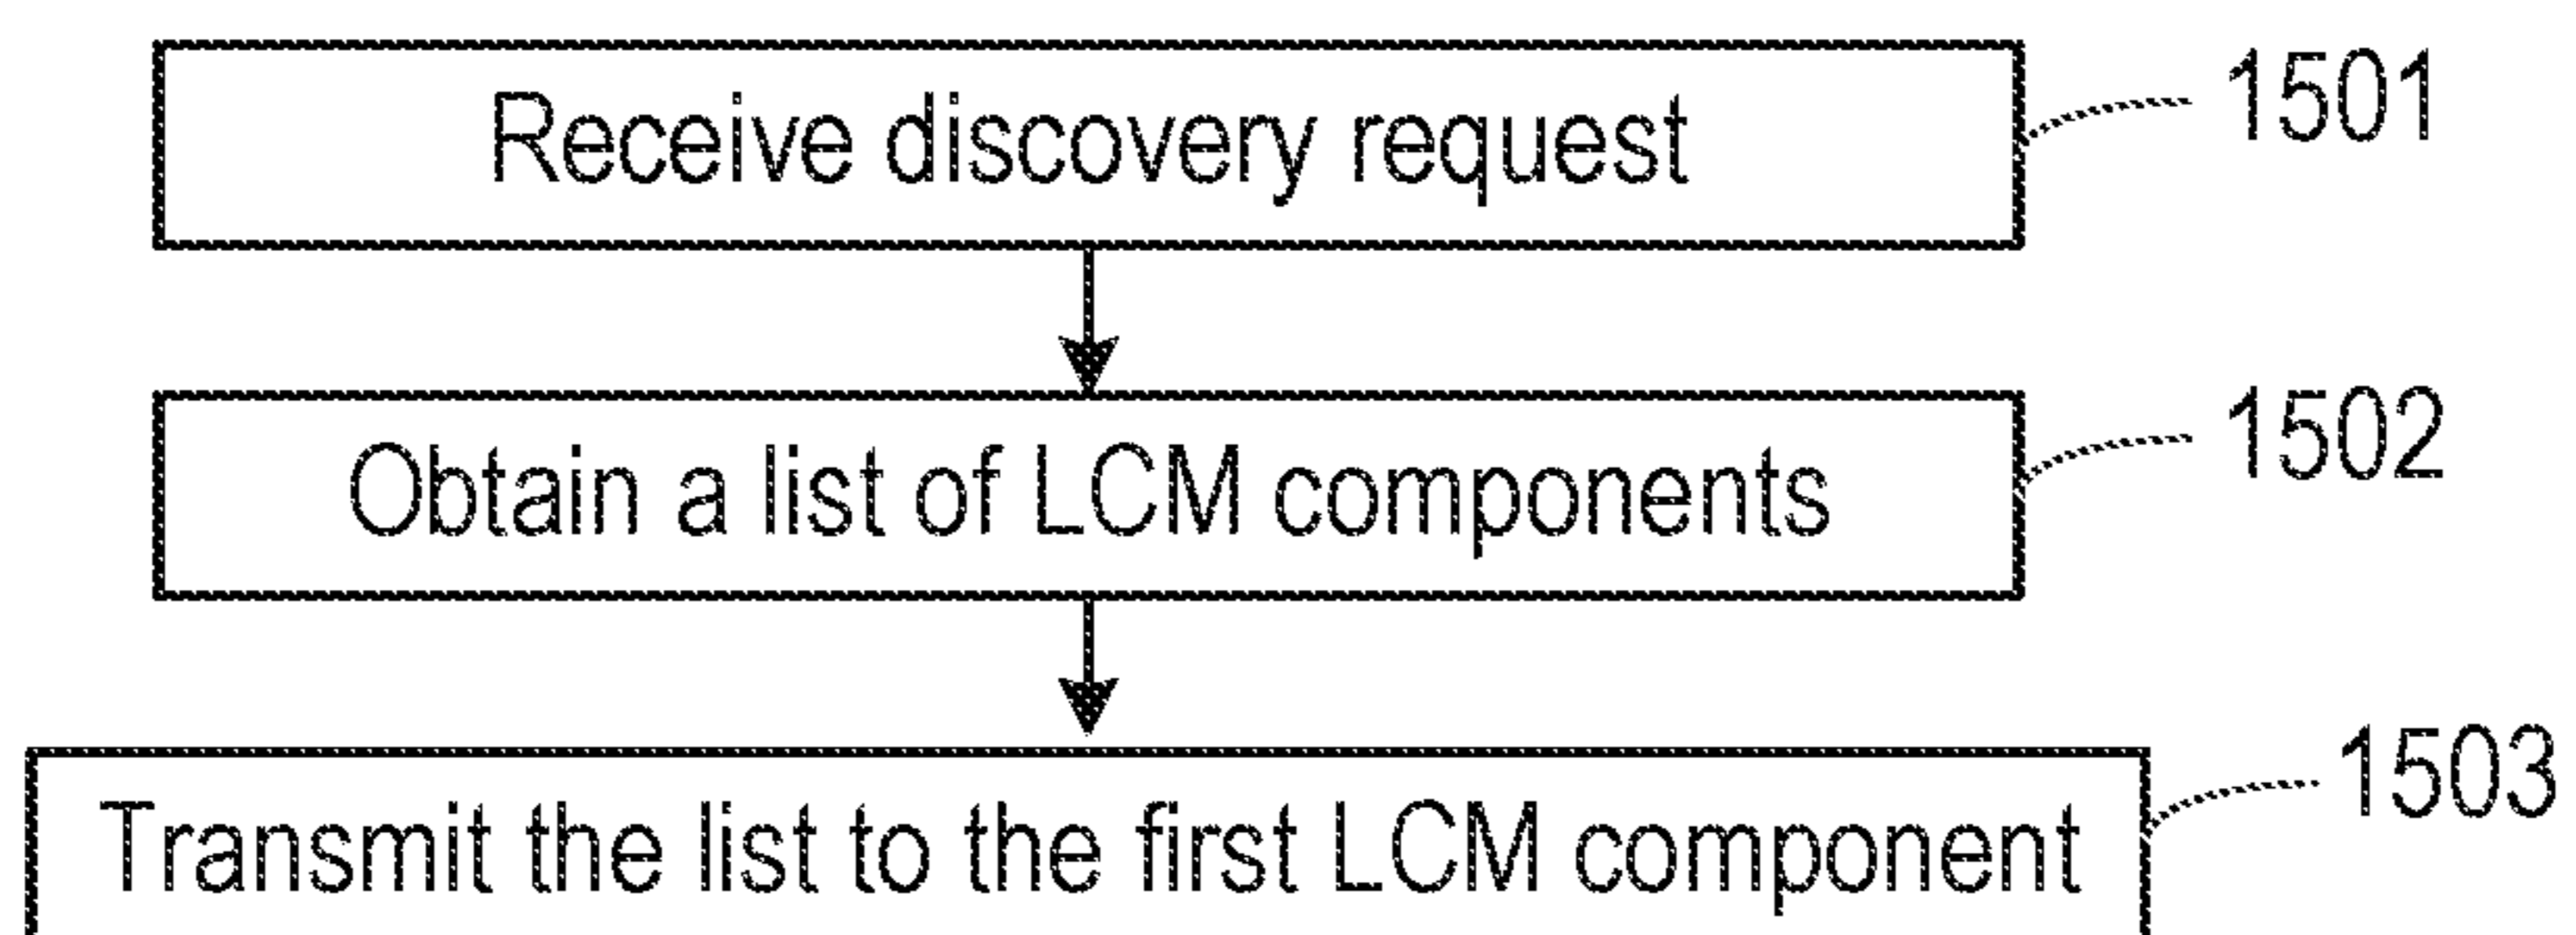 Receive discovery request
1501
Obtain a list of LCM components
1502
Transmit the list to the first LCM component
1503